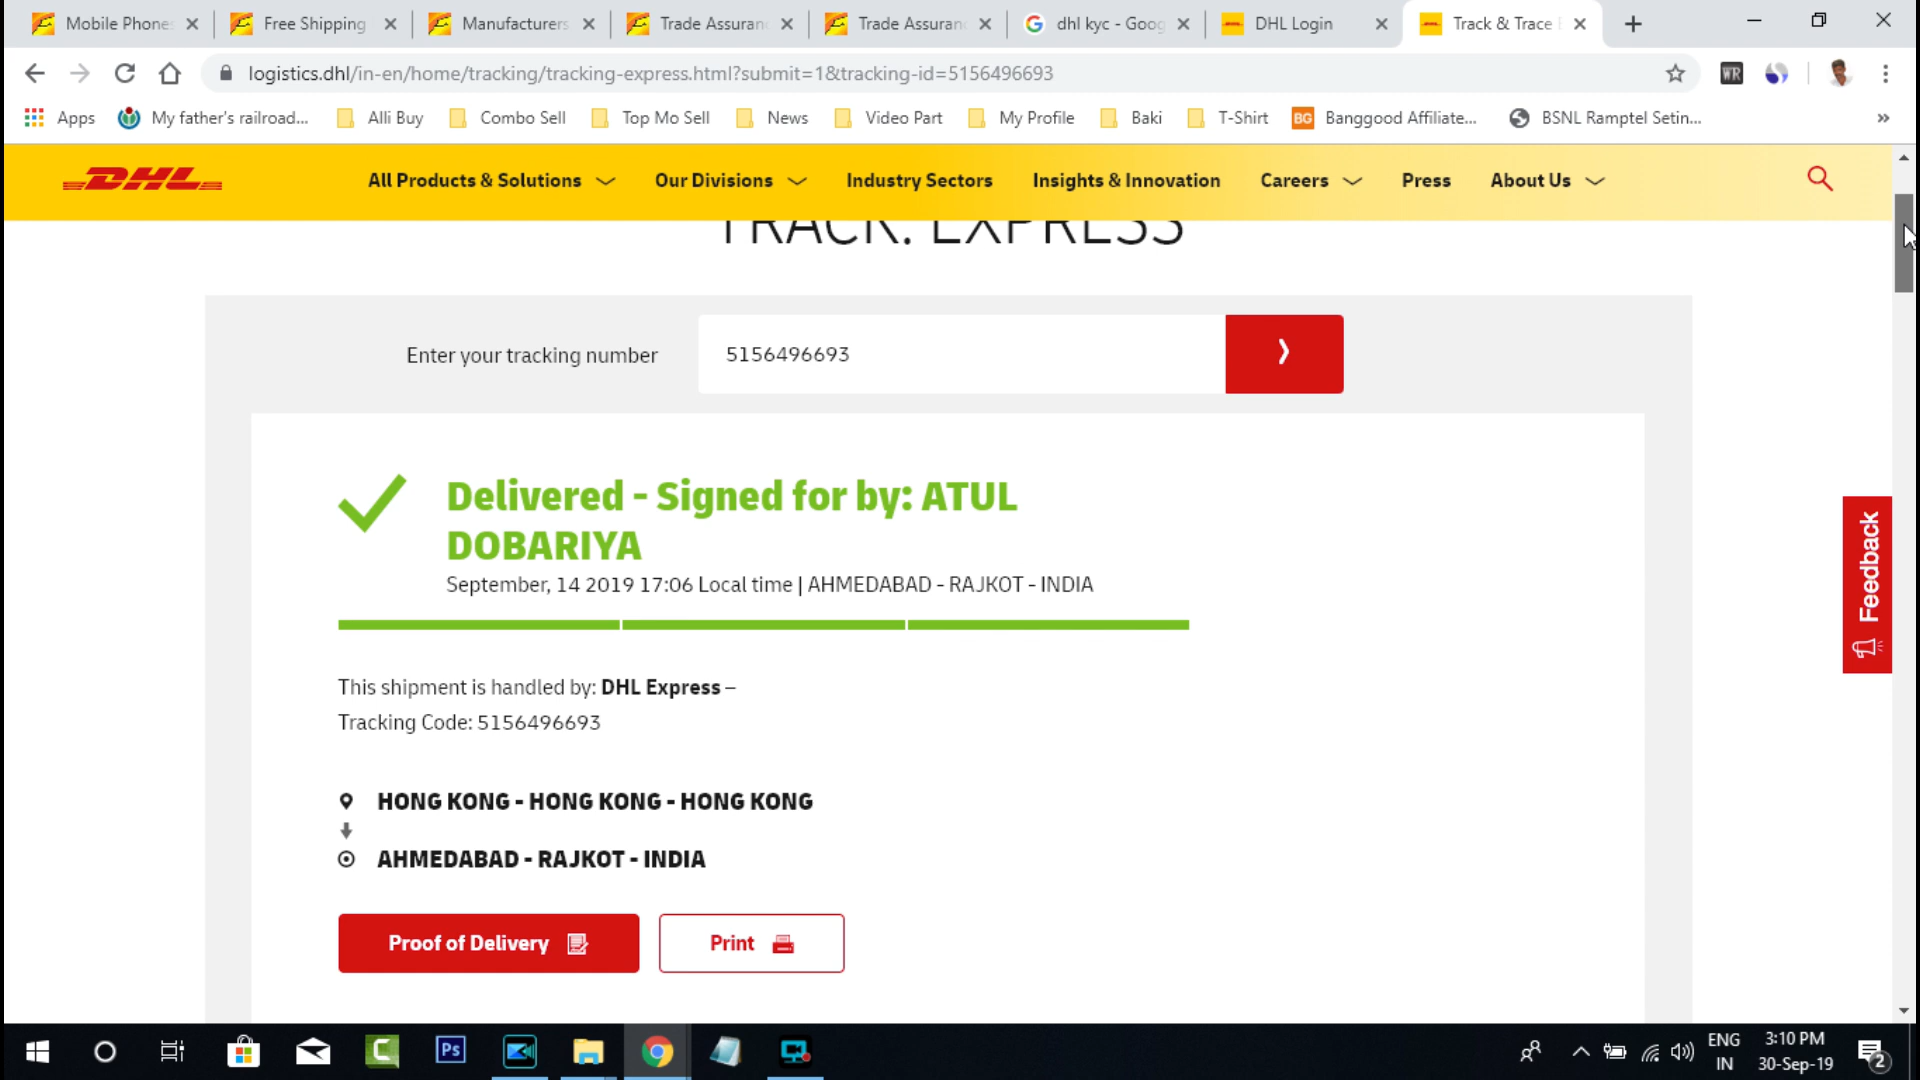 Mobile Phone
Free Shipping
Manufacturers
Trade Assuran
Trade Assuran
dhl kyc - Goog
DHL Login
Track & Trace
logistics.dhl/in-en/home/tracking/tracking-express.html?submit=1&tracking-id=5156496693
WR
Apps
My father's railroad...
Alli Buy
Combo Sell
Top Mo Sell
News
Video Part
My Profile
Baki
T-Shirt
BG
Banggood Affiliate...
BSNL Ramptel Setin...
»
DHL
All Products & Solutions
Our Divisions
Industry Sectors
Insights & Innovation
Careers
Press
About Us
TRACK: EXPRESS
Enter your tracking number
5156496693
Delivered - Signed for by: ATUL
DOBARIYA
September, 14 2019 17:06 Local time | AHMEDABAD - RAJKOT - INDIA
This shipment is handled by: DHL Express –
Tracking Code: 5156496693
HONG KONG - HONG KONG - HONG KONG
AHMEDABAD - RAJKOT - INDIA
Proof of Delivery
Print
Feedback
Ps
ENG
IN
3:10 PM
30-Sep-19
2